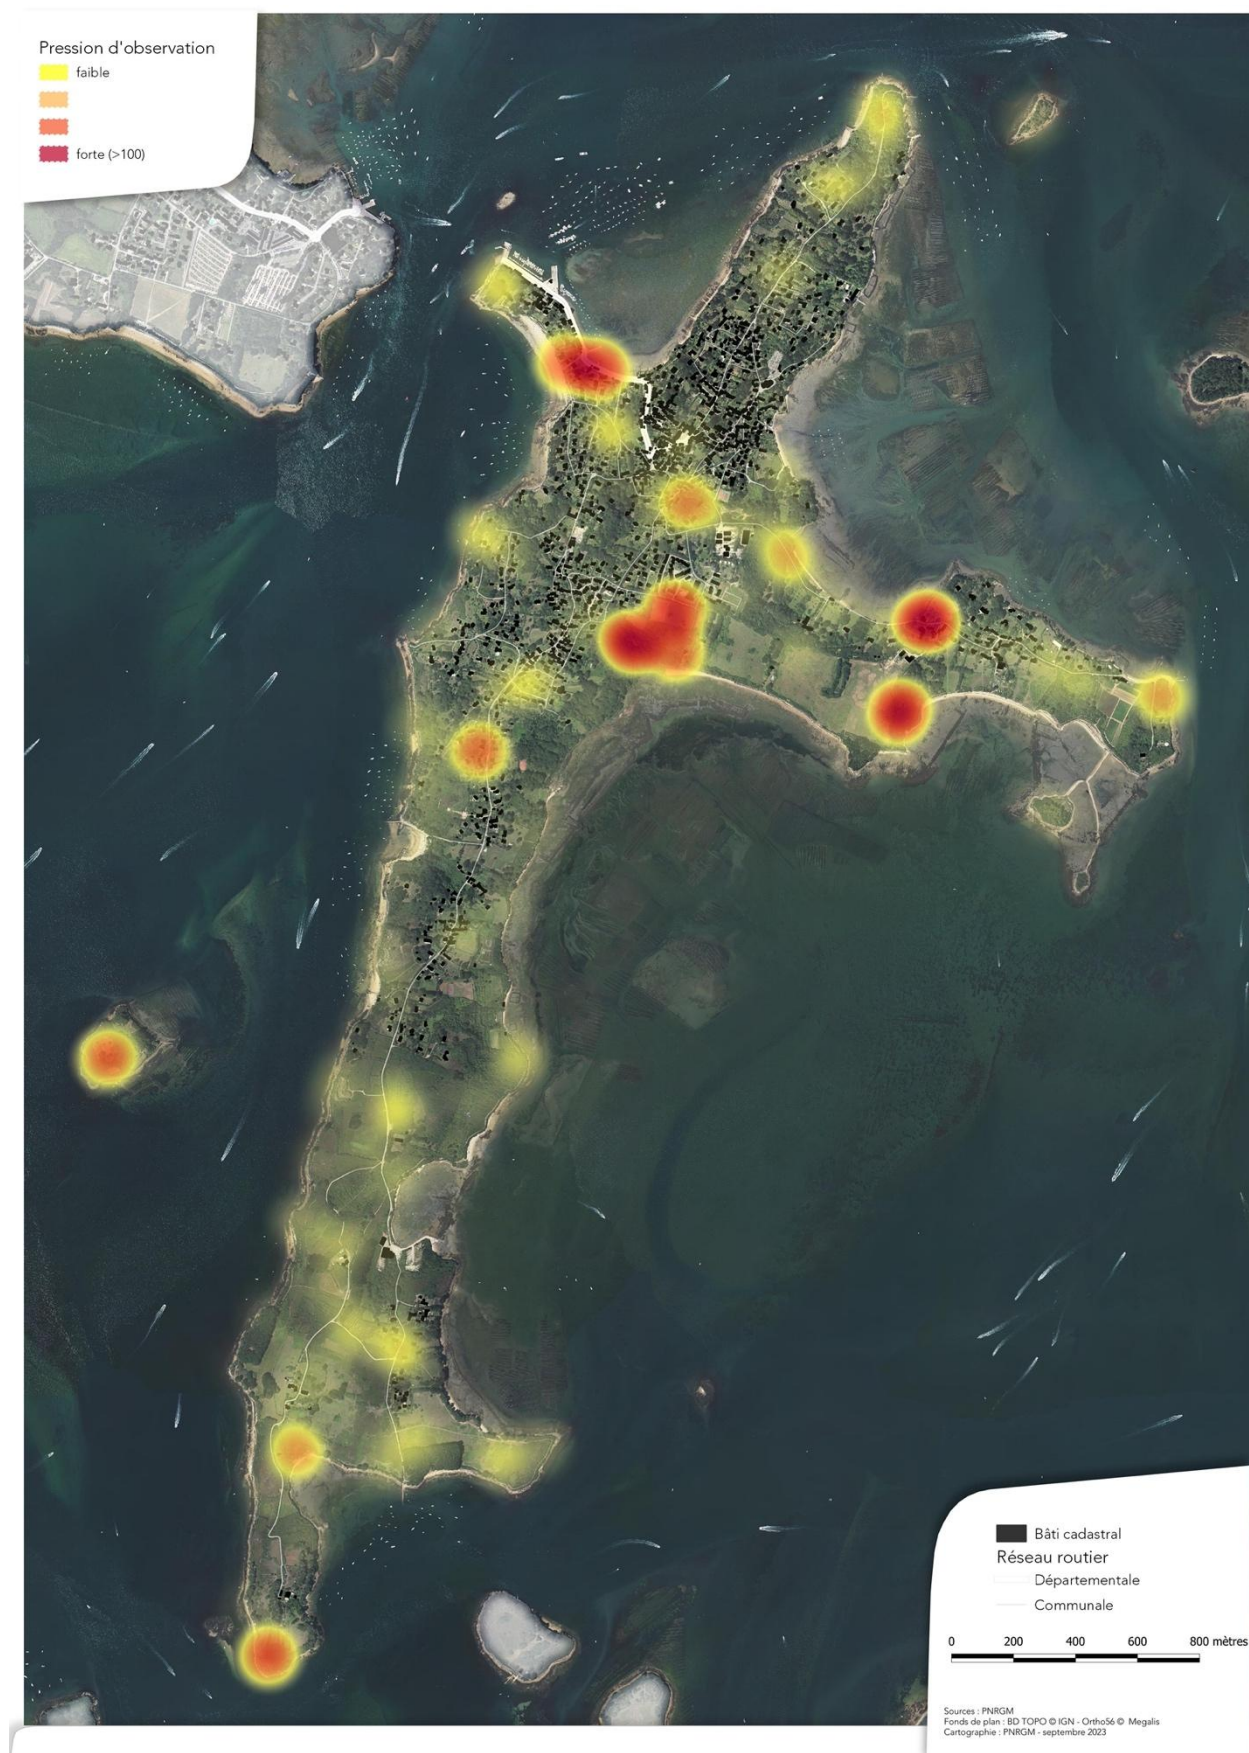 Pression d'observation
faible
forte (>100)
Bâti cadastral
Réseau routier
Départementale
Communale
0 200 400 600 800 mètres
Sources : PNRGM
Fonds de plan : BD TOPO © IGN - Ortho56 © Megalis
Cartographie : PNRGM - septembre 2023